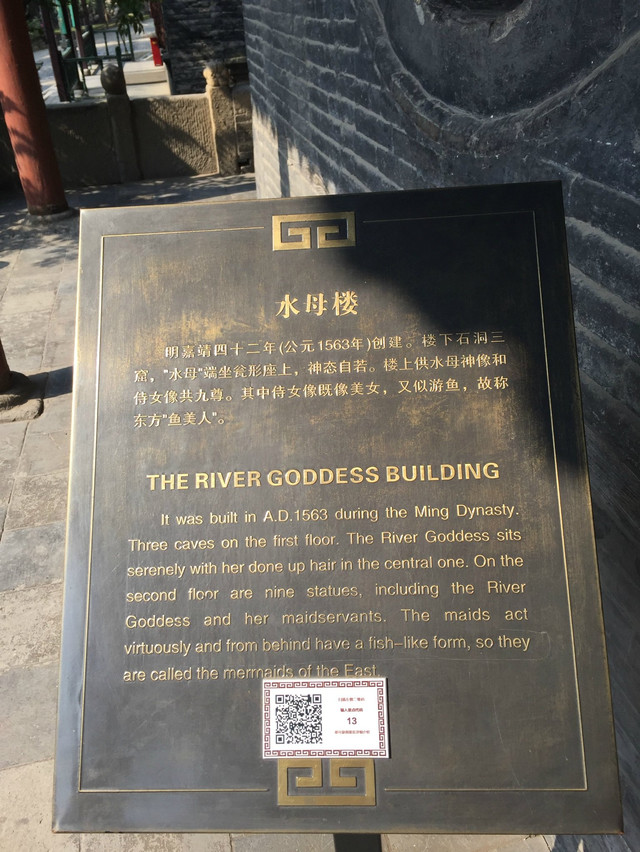 水母楼
明嘉靖四十二年(公元1563年)创建。楼下石洞三
窟，"水母"端坐瓮形座上，神态自若。楼上供水母神像和
侍女像共九尊。其中侍女像既像美女，又似游鱼，故称
东方"鱼美人"。
THE RIVER GODDESS BUILDING
It was built in A.D.1563 during the Ming Dynasty.
Three caves on the first floor. The River Goddess sits
serenely with her done up hair in the central one. On the
second floor are nine statues, including the River
Goddess and her maidservants. The maids act
virtuously and from behind have a fish-like form, so they
are called the mermaids of the East
13